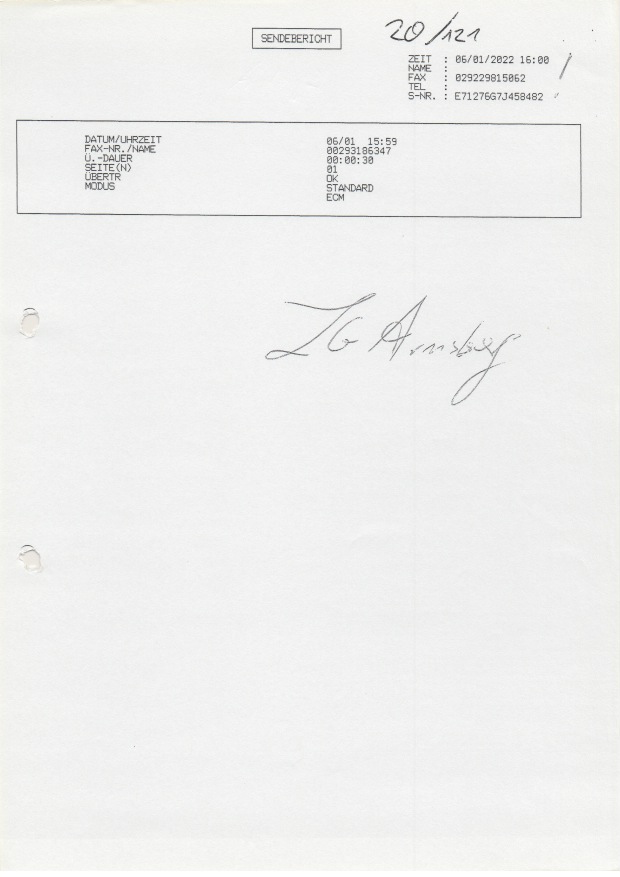 20/121
SENDEBERICHT
ZEIT : 06/01/2022 16:00
NAME :
FAX : 029229815062
TEL :
S-NR. : E71276G7J458482
DATUM/UHRZEIT 06/01 15:59
FAX-NR./NAME 00293186347
Ü.-DAUER 00:00:30
SEITE(N) 01
ÜBERTR OK
MODUS STANDARD
ECM
LG Arnsberg